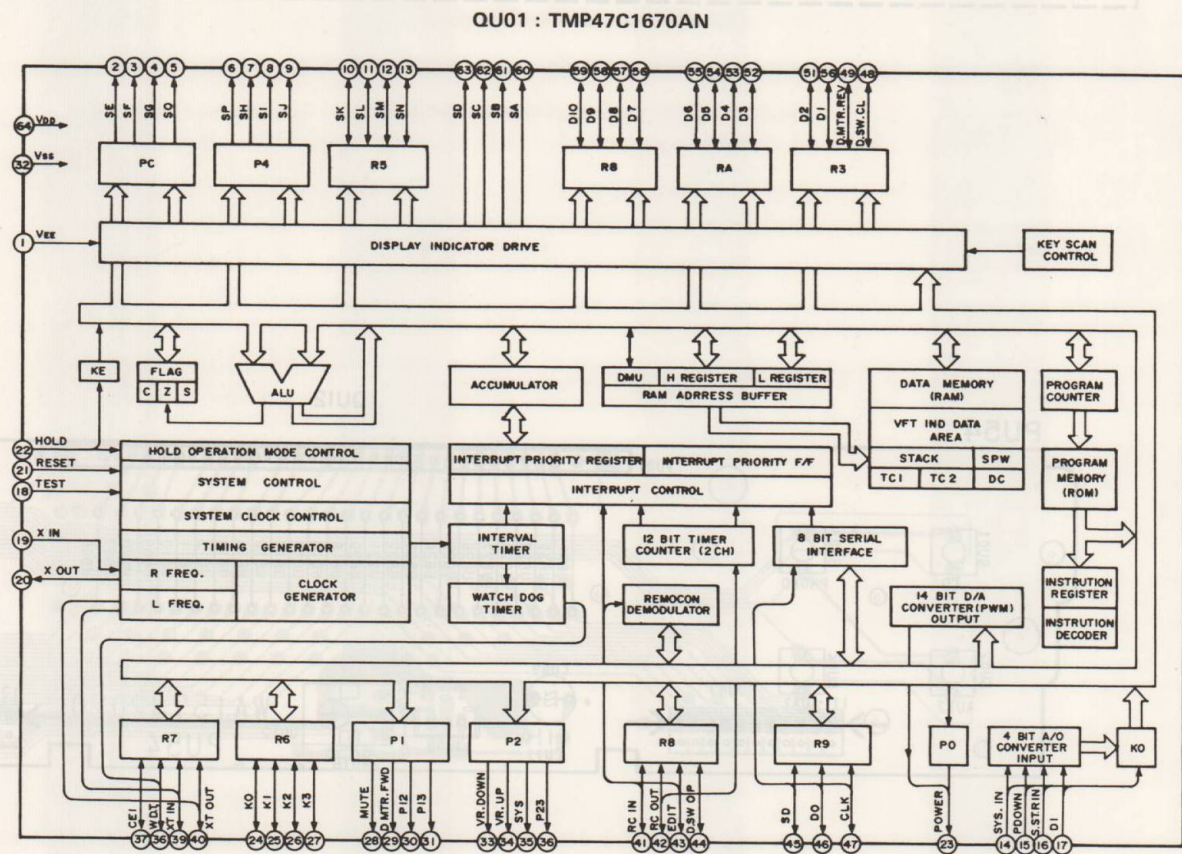 QU01 : TMP47C1670AN
2 3 4 5 6 7 8 9 10 11 12 13 63 62 61 60 59 58 57 56 55 54 53 52 51 56 49 48
SE SF SG SO SP SH SI SJ SK SL SM SN SD SC SB SA D10 D9 D8 D7 D6 D5 D4 D3 D2 D1 D.MTR.REV D.SW.CL
64 VDD
32 VSS
PC P4 R5 R8 RA R3
1 VEE
DISPLAY INDICATOR DRIVE
KEY SCAN
CONTROL
KE
FLAG
C Z S
ALU
ACCUMULATOR
DMU H REGISTER L REGISTER
RAM ADRRESS BUFFER
DATA MEMORY
(RAM)
VFT IND DATA
AREA
STACK SPW
TC1 TC2 DC
PROGRAM
COUNTER
PROGRAM
MEMORY
(ROM)
INSTRUTION
REGISTER
INSTRUTION
DECODER
22 HOLD
21 RESET
18 TEST
19 X IN
20 X OUT
HOLD OPERATION MODE CONTROL
SYSTEM CONTROL
SYSTEM CLOCK CONTROL
TIMING GENERATOR
R FREQ.
L FREQ.
CLOCK
GENERATOR
INTERRUPT PRIORITY REGISTER INTERRUPT PRIORITY F/F
INTERRUPT CONTROL
INTERVAL
TIMER
WATCH DOG
TIMER
12 BIT TIMER
COUNTER (2CH)
8 BIT SERIAL
INTERFACE
REMOCON
DEMODULATOR
14 BIT D/A
CONVERTER(PWM)
OUTPUT
R7 R6 P1 P2 R8 R9 P0
4 BIT A/O
CONVERTER
INPUT
K0
CE1 W.D.T XT IN XT OUT K0 K1 K2 K3 MUTE D.MTR.FWD P12 P13 VR.DOWN VR.UP SYS P23 RC IN RC OUT EDIT D.SW OP SD DO CLK POWER SYS. IN PDOWN S.STR.IN D1
37 36 39 40 24 25 26 27 28 29 30 31 33 34 35 36 41 42 43 44 45 46 47 23 14 15 16 17